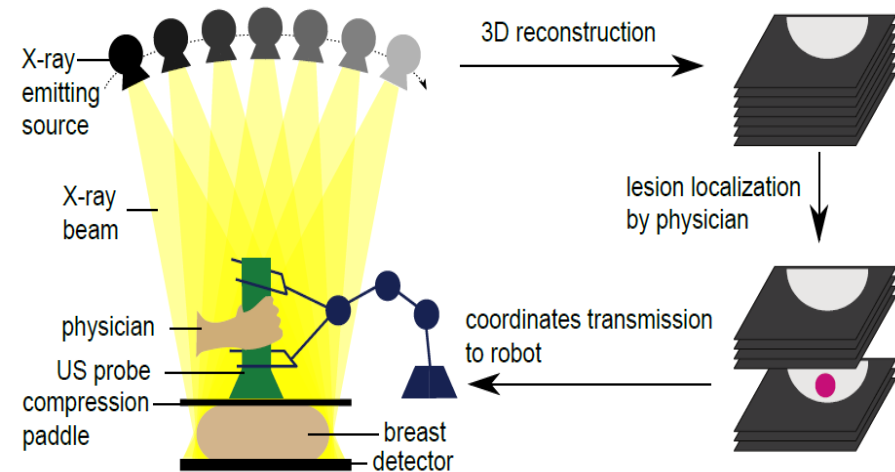 X-ray
emitting
source
3D reconstruction
X-ray
beam
lesion localization
by physician
physician
coordinates transmission
to robot
US probe
compression
paddle
breast
detector